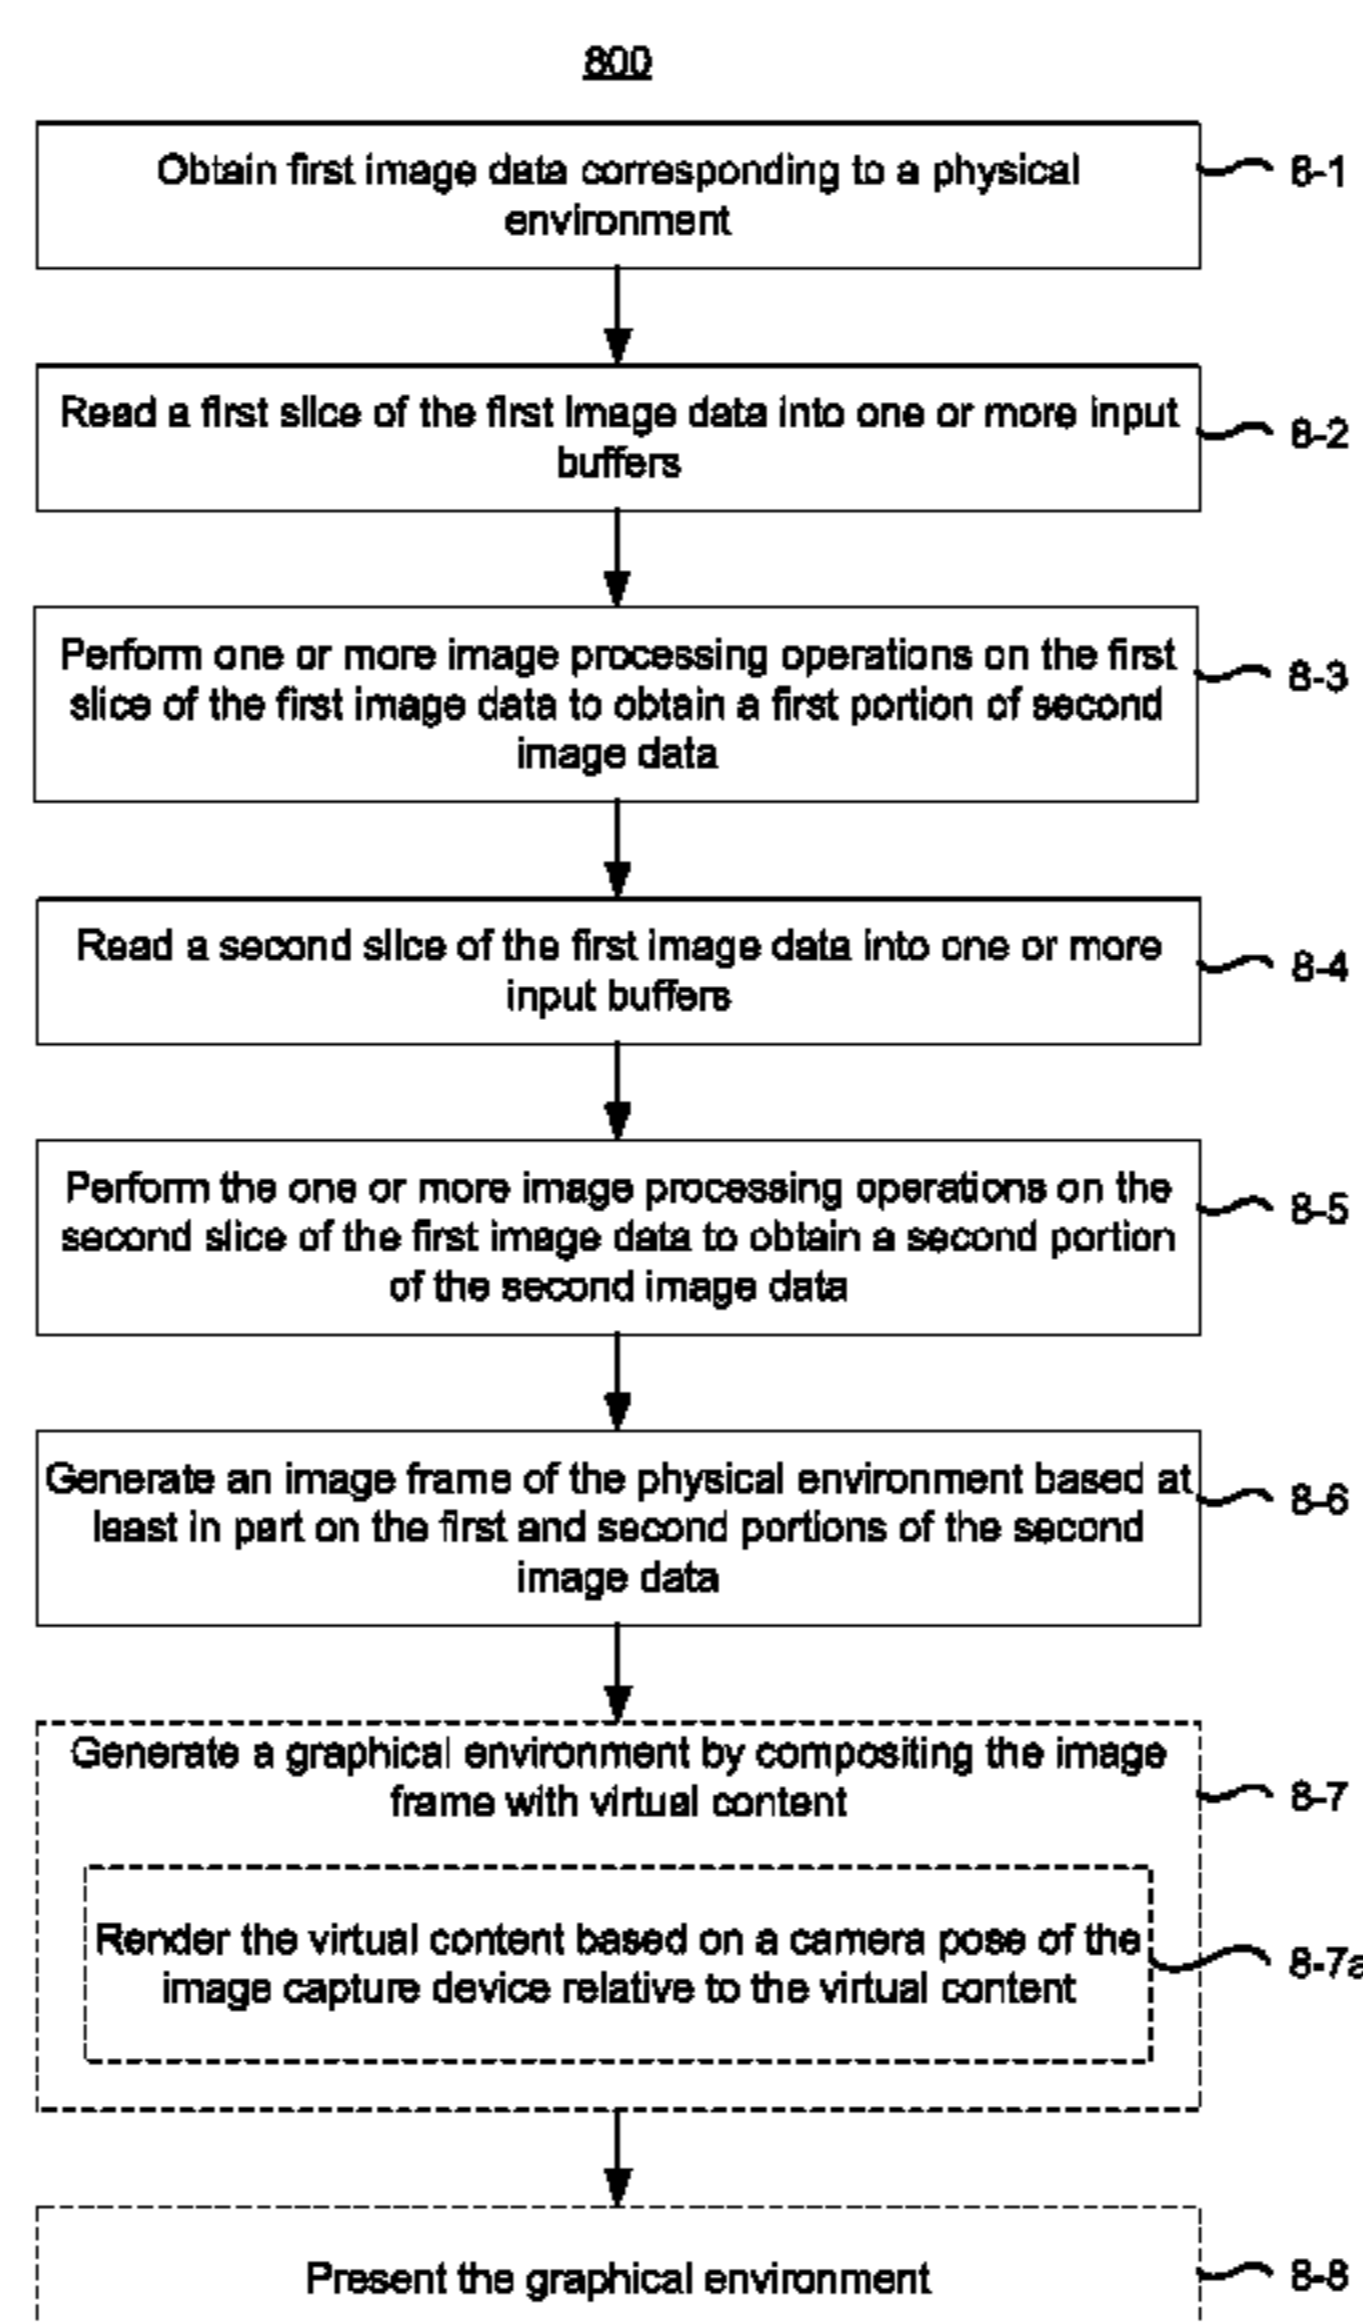 800
Obtain first image data corresponding to a physical
environment
8-1
Read a first slice of the first image data into one or more input
buffers
8-2
Perform one or more image processing operations on the first
slice of the first image data to obtain a first portion of second
image data
8-3
Read a second slice of the first image data into one or more
input buffers
8-4
Perform the one or more image processing operations on the
second slice of the first image data to obtain a second portion
of the second image data
8-5
Generate an image frame of the physical environment based at
least in part on the first and second portions of the second
image data
8-6
Generate a graphical environment by compositing the image
frame with virtual content
8-7
Render the virtual content based on a camera pose of the
image capture device relative to the virtual content
8-7a
Present the graphical environment
8-8